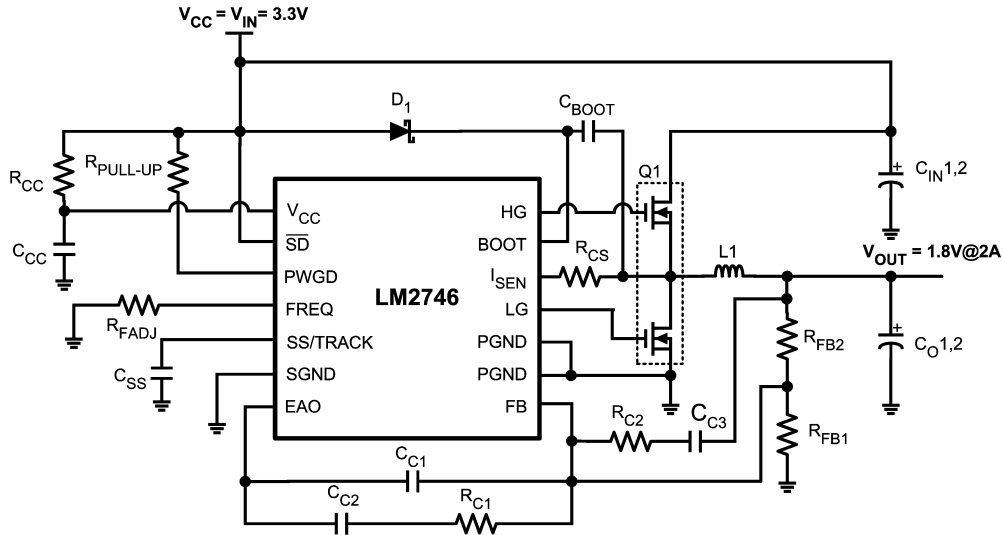 VCC = VIN= 3.3V
D1
CBOOT
RCC
RPULL-UP
Q1
CIN1,2
CCC
VCC
SD
PWGD
FREQ
SS/TRACK
SGND
EAO
LM2746
HG
BOOT
ISEN
LG
PGND
PGND
FB
RCS
L1
VOUT = 1.8V@2A
RFADJ
CSS
RFB2
CO1,2
RC2
CC3
RFB1
CC1
CC2
RC1